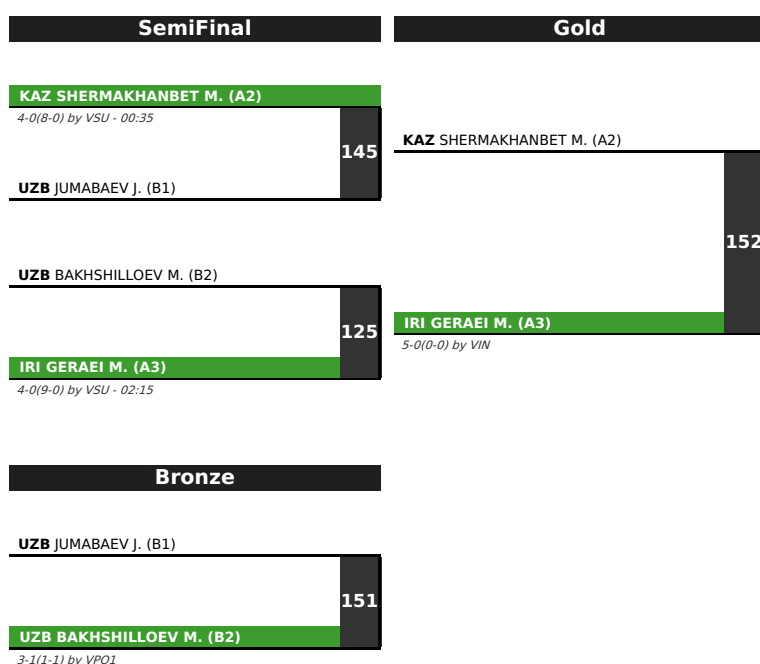 SemiFinal
KAZ SHERMAKHANBET M. (A2)
4-0(8-0) by VSU - 00:35
145
UZB JUMABAEV J. (B1)
UZB BAKHSHILLOEV M. (B2)
125
IRI GERAEI M. (A3)
4-0(9-0) by VSU - 02:15
Gold
KAZ SHERMAKHANBET M. (A2)
152
IRI GERAEI M. (A3)
5-0(0-0) by VIN
Bronze
UZB JUMABAEV J. (B1)
151
UZB BAKHSHILLOEV M. (B2)
3-1(1-1) by VPO1